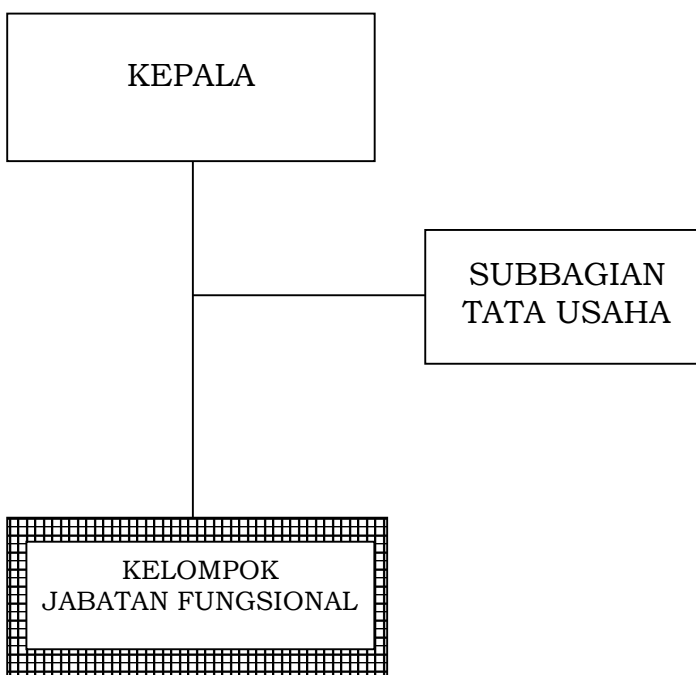 KEPALA
SUBBAGIAN
TATA USAHA
KELOMPOK
JABATAN FUNGSIONAL